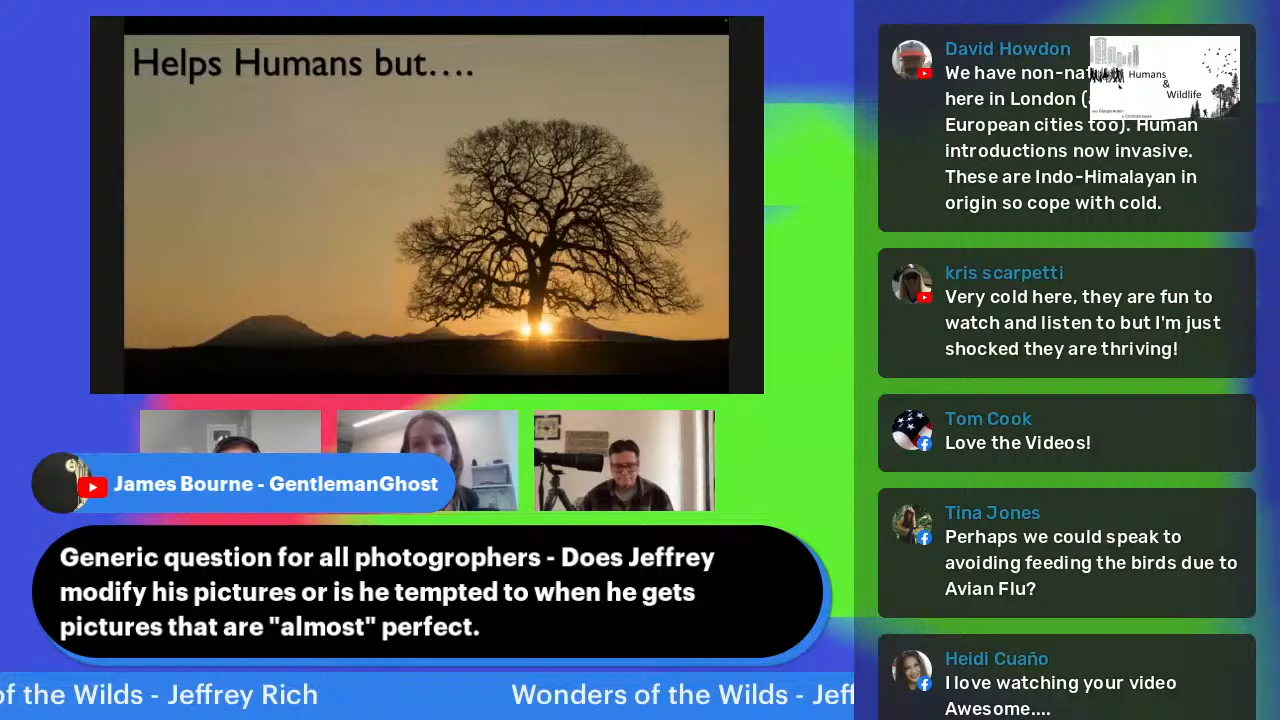 Helps Humans but....
James Bourne - GentlemanGhost
Generic question for all photogrophers - Does Jeffrey
modify his pictures or is he tempted to when he gets
pictures that are "almost" perfect.
of the Wilds - Jeffrey Rich
Wonders of the Wilds - Jeff
David Howdon
We have non-nat
here in London (
European cities too). Human
introductions now invasive.
These are Indo-Himalayan in
origin so cope with cold.
Humans
&
Wildlife
kris scarpetti
Very cold here, they are fun to
watch and listen to but I'm just
shocked they are thriving!
Tom Cook
Love the Videos!
Tina Jones
Perhaps we could speak to
avoiding feeding the birds due to
Avian Flu?
Heidi Cuaño
I love watching your video
Awesome....